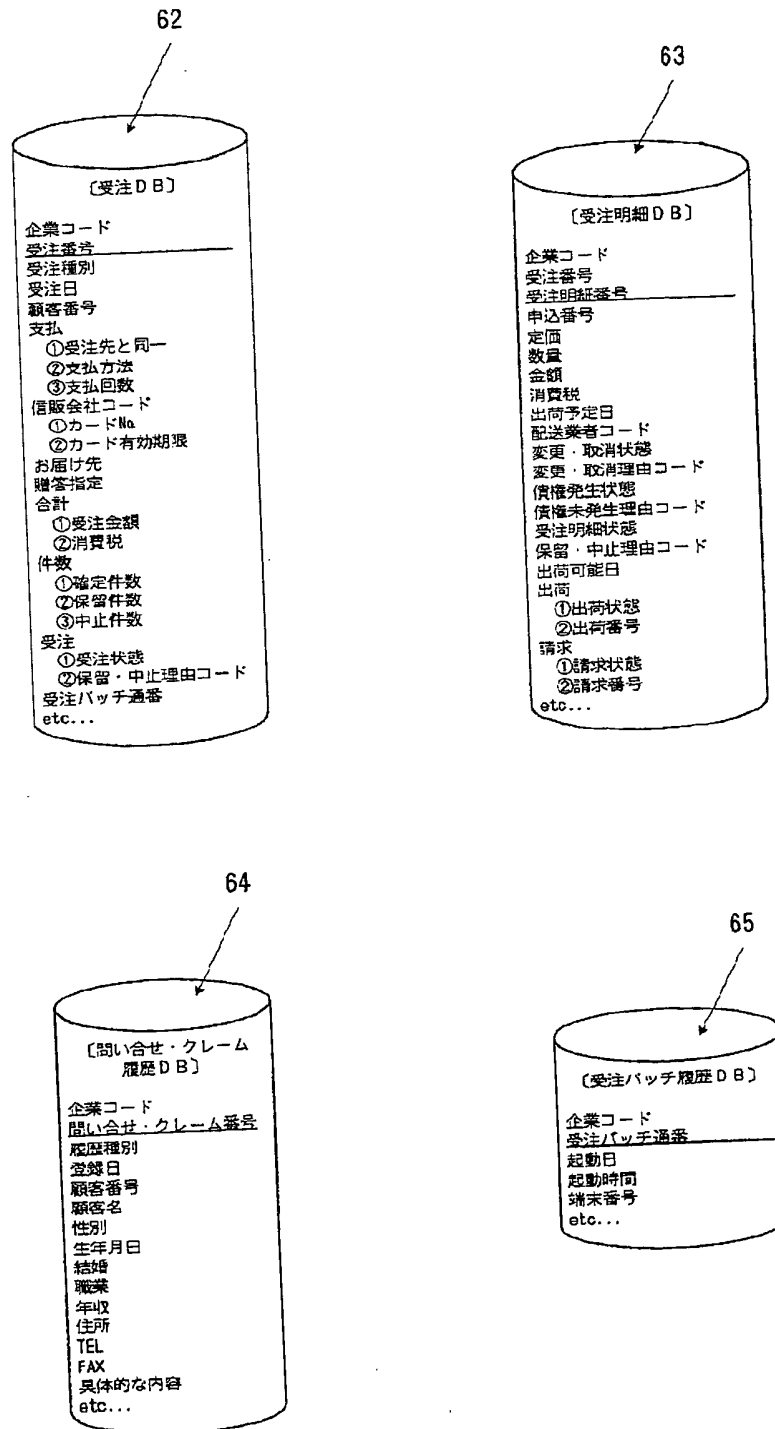 62
〔受注DB〕
企業コード
受注番号
受注種別
受注日
顧客番号
支払
①受注先と同一
②支払方法
③支払回数
信販会社コード
①カード№
②カード有効期限
お届け先
贈答指定
合計
①受注金額
②消費税
件数
①確定件数
②保留件数
③中止件数
受注
①受注状態
②保留・中止理由コード
受注バッチ通番
etc...
63
〔受注明細DB〕
企業コード
受注番号
受注明細番号
申込番号
定価
数量
金額
消費税
出荷予定日
配送業者コード
変更・取消状態
変更・取消理由コード
債権発生状態
債権未発生理由コード
受注明細状態
保留・中止理由コード
出荷可能日
出荷
①出荷状態
②出荷番号
請求
①請求状態
②請求番号
etc...
64
〔問い合せ・クレーム
履歴DB〕
企業コード
問い合せ・クレーム番号
履歴種別
登録日
顧客番号
顧客名
性別
生年月日
結婚
職業
年収
住所
TEL
FAX
具体的な内容
etc...
65
〔受注バッチ履歴DB〕
企業コード
受注バッチ通番
起動日
起動時間
端末番号
etc...